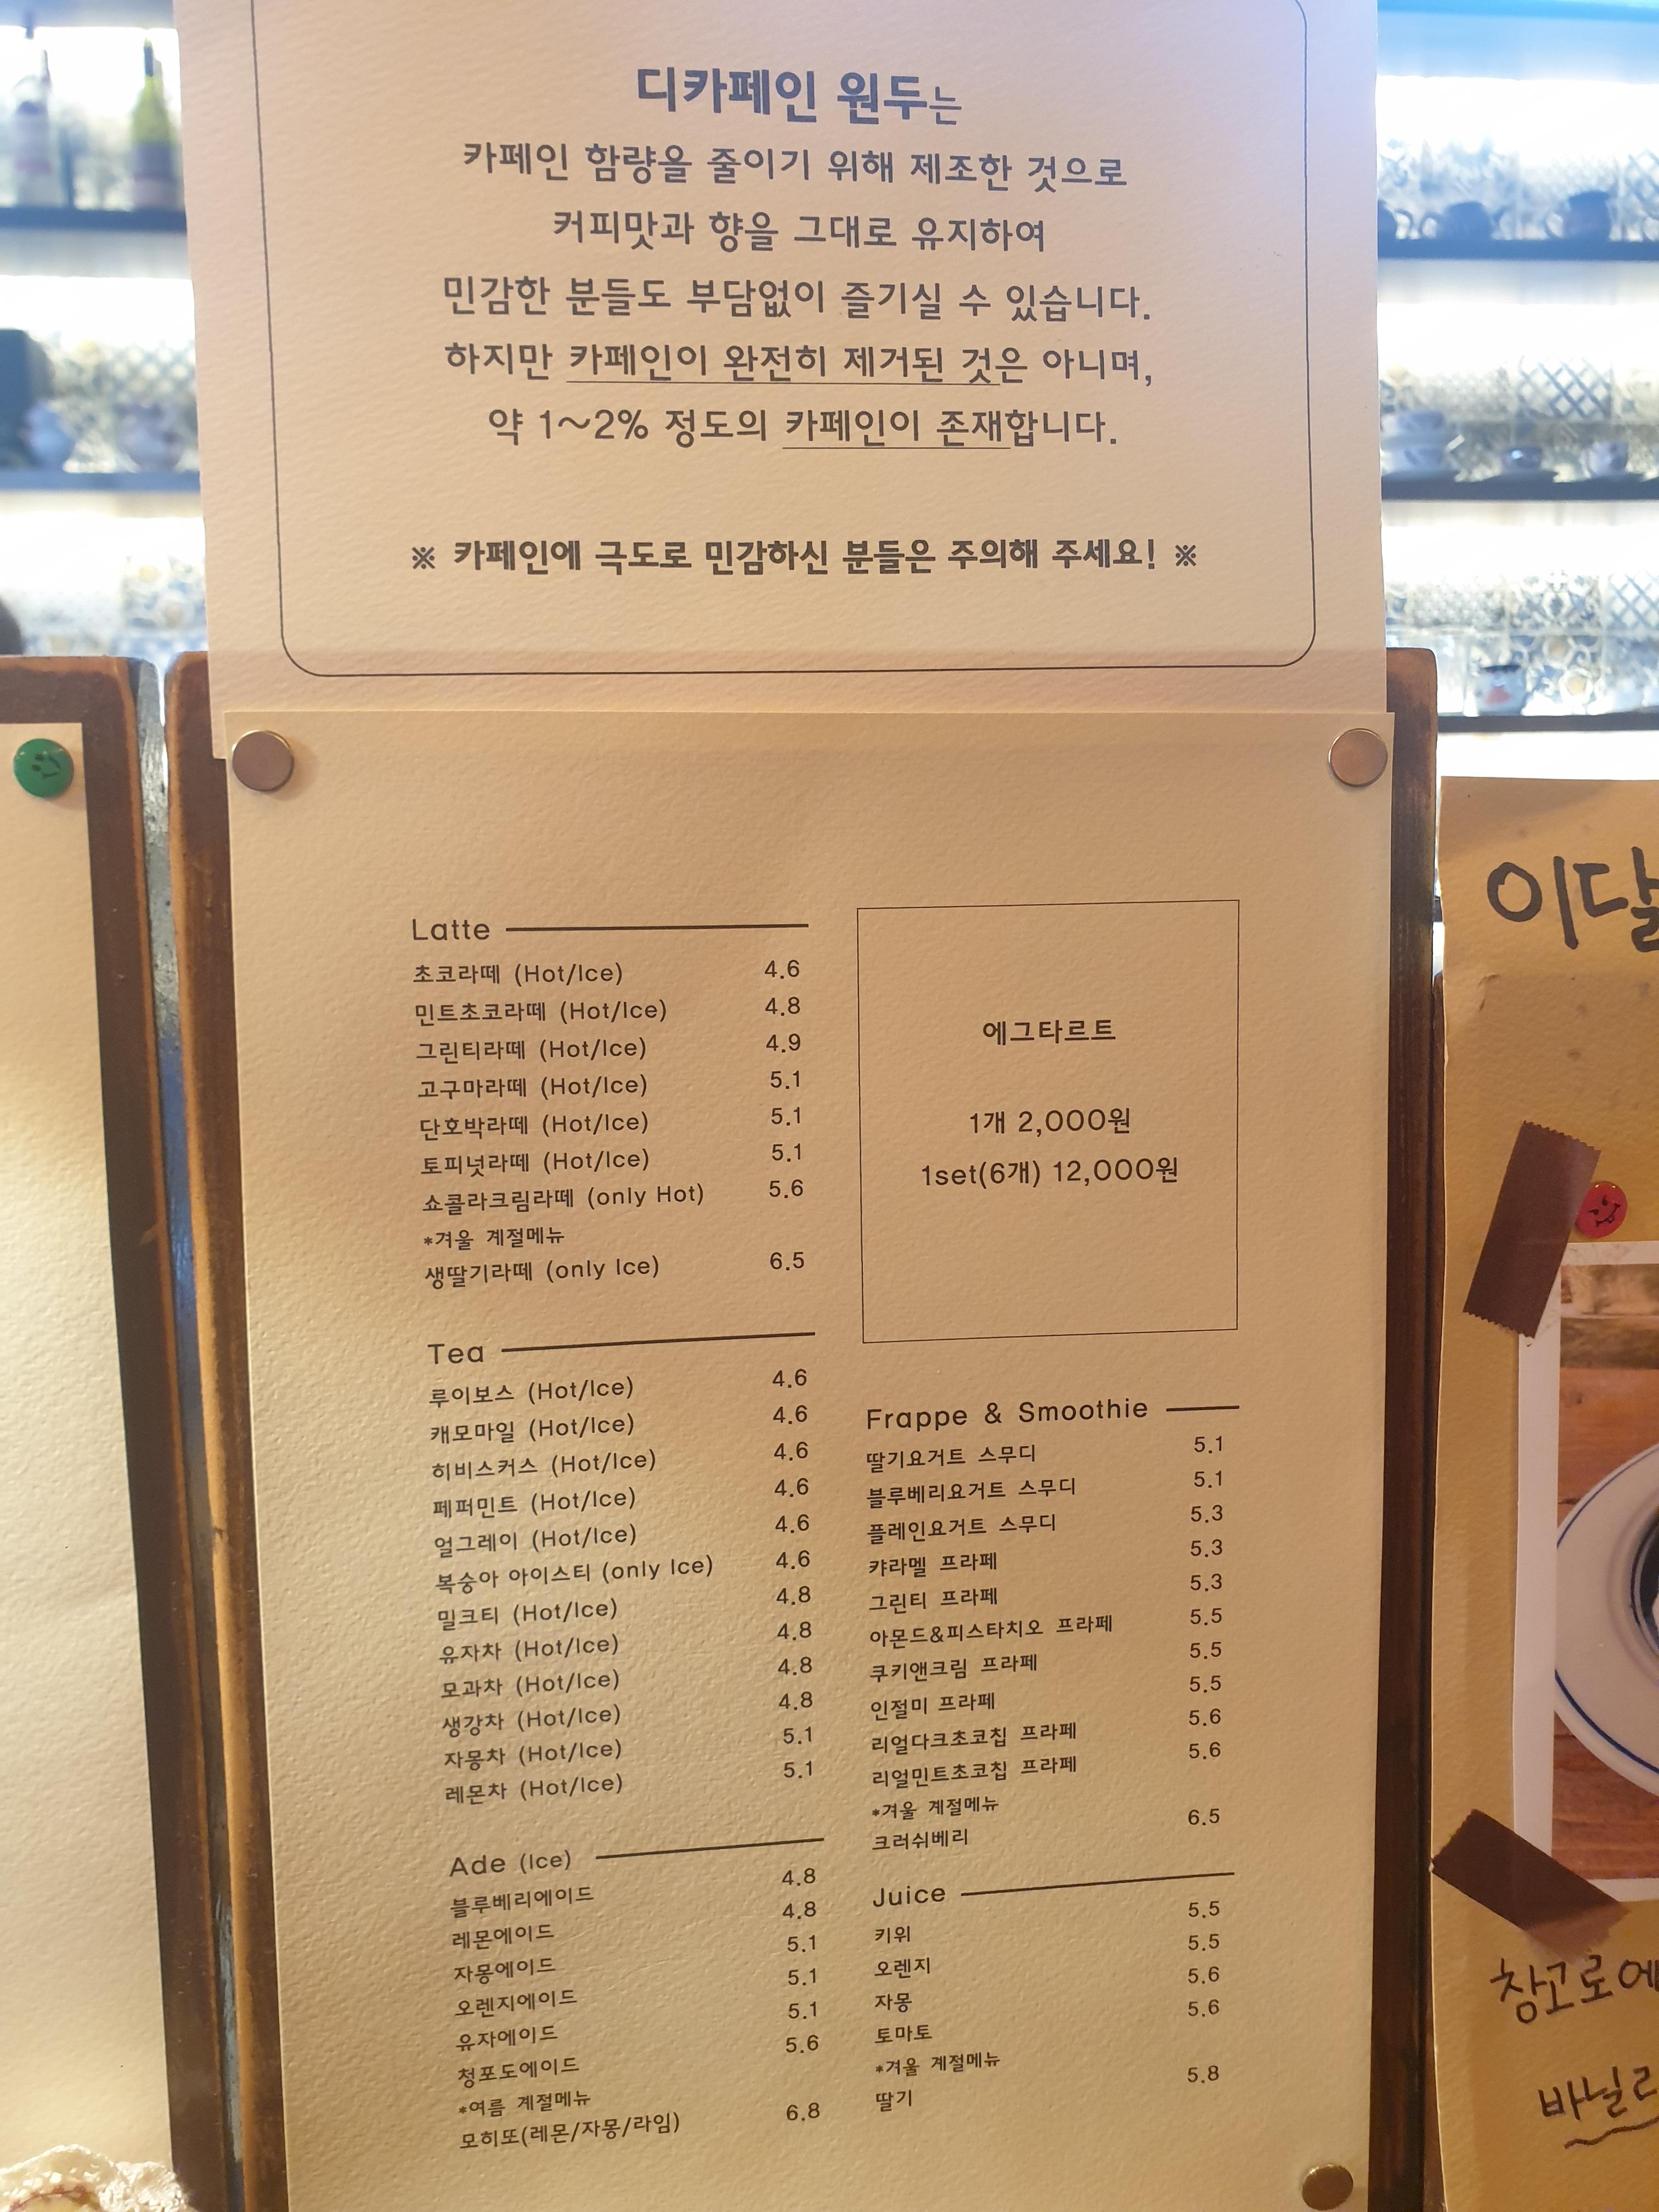 디카페인 원두는
카페인 함량을 줄이기 위해 제조한 것으로
커피맛과 향을 그대로 유지하여
민감한 분들도 부담없이 즐기실 수 있습니다.
하지만 카페인이 완전히 제거된 것은 아니며,
약 1~2% 정도의 카페인이 존재합니다.
※ 카페인에 극도로 민감하신 분들은 주의해 주세요! ※
Latte
초코라떼 (Hot/Ice) 4.6
민트초코라떼 (Hot/Ice) 4.8
그린티라떼 (Hot/Ice) 4.9
고구마라떼 (Hot/Ice) 5.1
단호박라떼 (Hot/Ice) 5.1
토피넛라떼 (Hot/Ice) 5.1
쇼콜라크림라떼 (only Hot) 5.6
*겨울 계절메뉴
생딸기라떼 (only Ice) 6.5
Tea
루이보스 (Hot/Ice) 4.6
캐모마일 (Hot/Ice) 4.6
히비스커스 (Hot/Ice) 4.6
페퍼민트 (Hot/Ice) 4.6
얼그레이 (Hot/Ice) 4.6
복숭아 아이스티 (only Ice) 4.6
밀크티 (Hot/Ice) 4.8
유자차 (Hot/Ice) 4.8
모과차 (Hot/Ice) 4.8
생강차 (Hot/Ice) 4.8
자몽차 (Hot/Ice) 5.1
레몬차 (Hot/Ice) 5.1
Ade (Ice)
블루베리에이드 4.8
레몬에이드 4.8
자몽에이드 5.1
오렌지에이드 5.1
유자에이드 5.1
청포도에이드 5.6
*여름 계절메뉴
모히또(레몬/자몽/라임) 6.8
에그타르트
1개 2,000원
1set(6개) 12,000원
Frappe & Smoothie
딸기요거트 스무디 5.1
블루베리요거트 스무디 5.1
플레인요거트 스무디 5.3
캬라멜 프라페 5.3
그린티 프라페 5.3
아몬드&피스타치오 프라페 5.5
쿠키앤크림 프라페 5.5
인절미 프라페 5.5
리얼다크초코칩 프라페 5.6
리얼민트초코칩 프라페 5.6
*겨울 계절메뉴
크러쉬베리 6.5
Juice
키위 5.5
오렌지 5.5
자몽 5.6
토마토 5.6
*겨울 계절메뉴
딸기 5.8
이달
창고로에